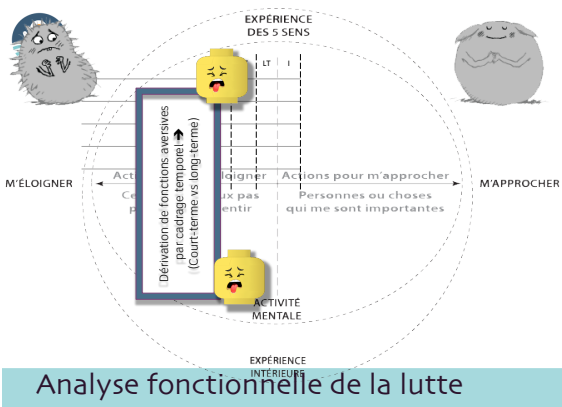 EXPÉRIENCE
DES 5 SENS
LT I
M'ÉLOIGNER
Actions pour m'approcher
M'APPROCHER
Personnes ou choses
qui me sont importantes
Dérivation de fonctions aversives
par cadrage temporel ➔
(Court-terme vs long-terme)
ACTIVITÉ
MENTALE
EXPÉRIENCE
INTÉRIEURE
Analyse fonctionnelle de la lutte